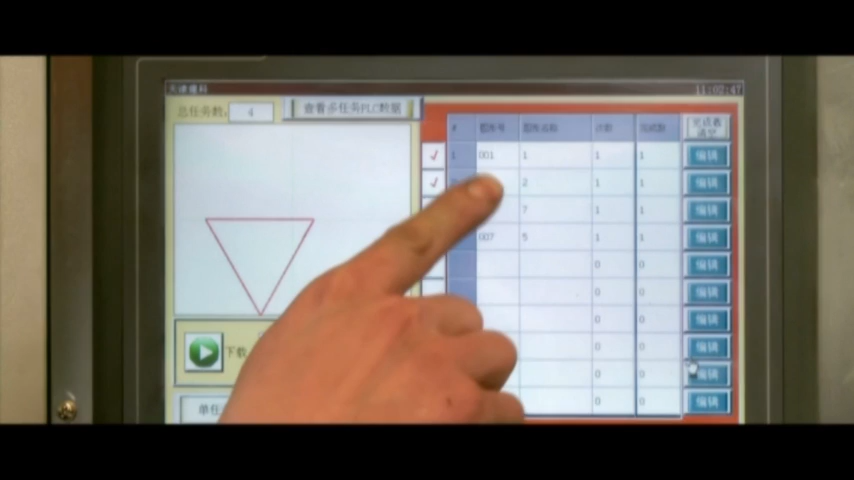 天津 科 11:02:47
总任务数: 4 查看多任务PLC数据
# 图形号 图形点数 次数 完成数
✓ 1 001 1 1 1 编辑
✓ 2 1 1 编辑
7 1 1 编辑
007 5 1 1 编辑
0 0 编辑
0 0 编辑
0 0 编辑
下载 0 0 编辑
0 0 编辑
单任 0 0 编辑